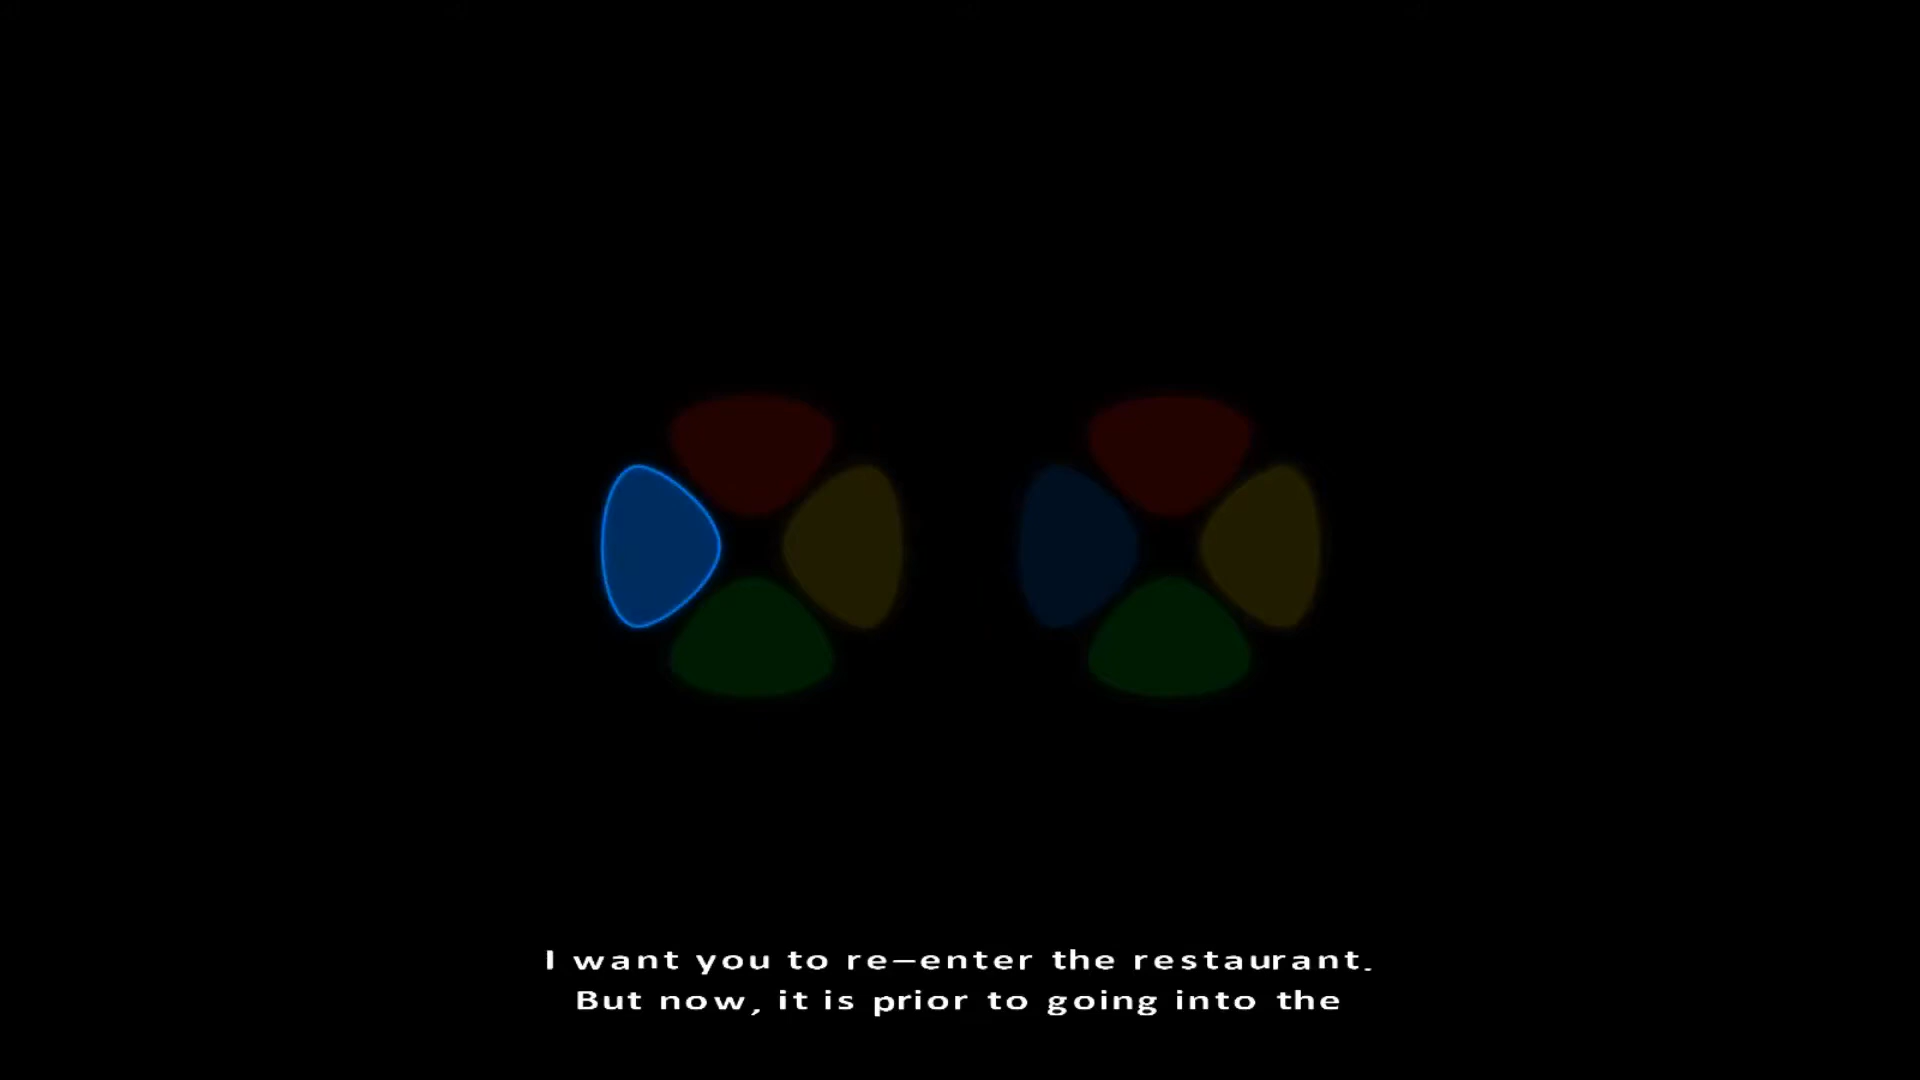 I want you to re—enter the restaurant.
But now, it is prior to going into the